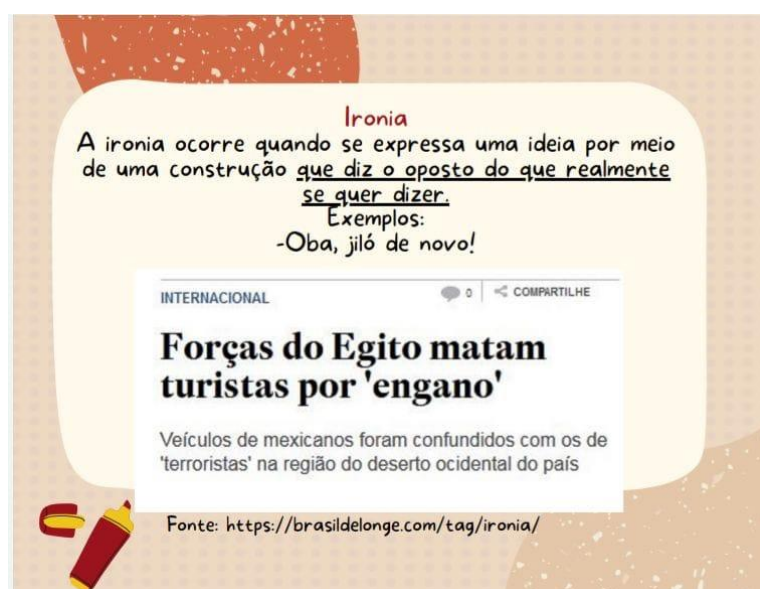 Ironia
A ironia ocorre quando se expressa uma ideia por meio
de uma construção que diz o oposto do que realmente
se quer dizer.
Exemplos:
-Oba, jiló de novo!
INTERNACIONAL 0 COMPARTILHE
Forças do Egito matam
turistas por 'engano'
Veículos de mexicanos foram confundidos com os de
'terroristas' na região do deserto ocidental do país
Fonte: https://brasildelonge.com/tag/ironia/